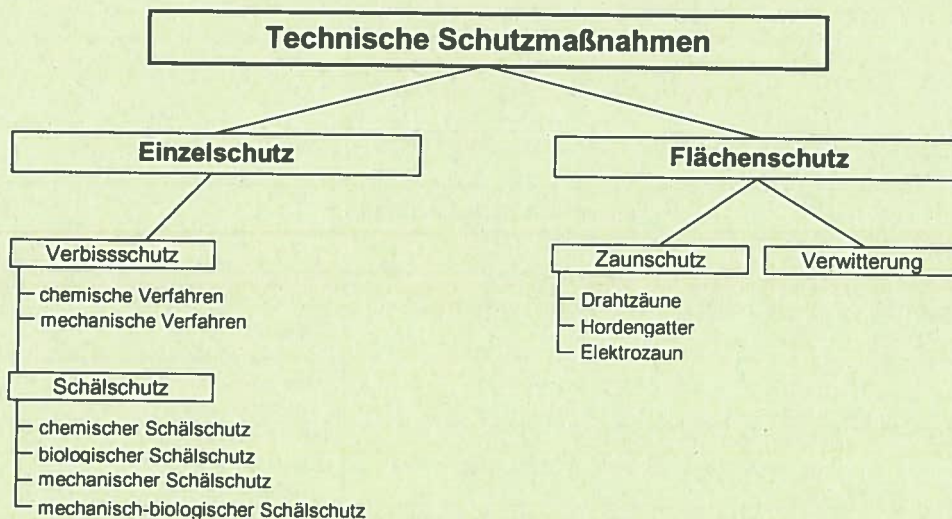 Technische Schutzmaßnahmen
Einzelschutz
Verbissschutz
chemische Verfahren
mechanische Verfahren
Schälschutz
chemischer Schälschutz
biologischer Schälschutz
mechanischer Schälschutz
mechanisch-biologischer Schälschutz
Flächenschutz
Zaunschutz
Drahtzäune
Hordengatter
Elektrozaun
Verwitterung